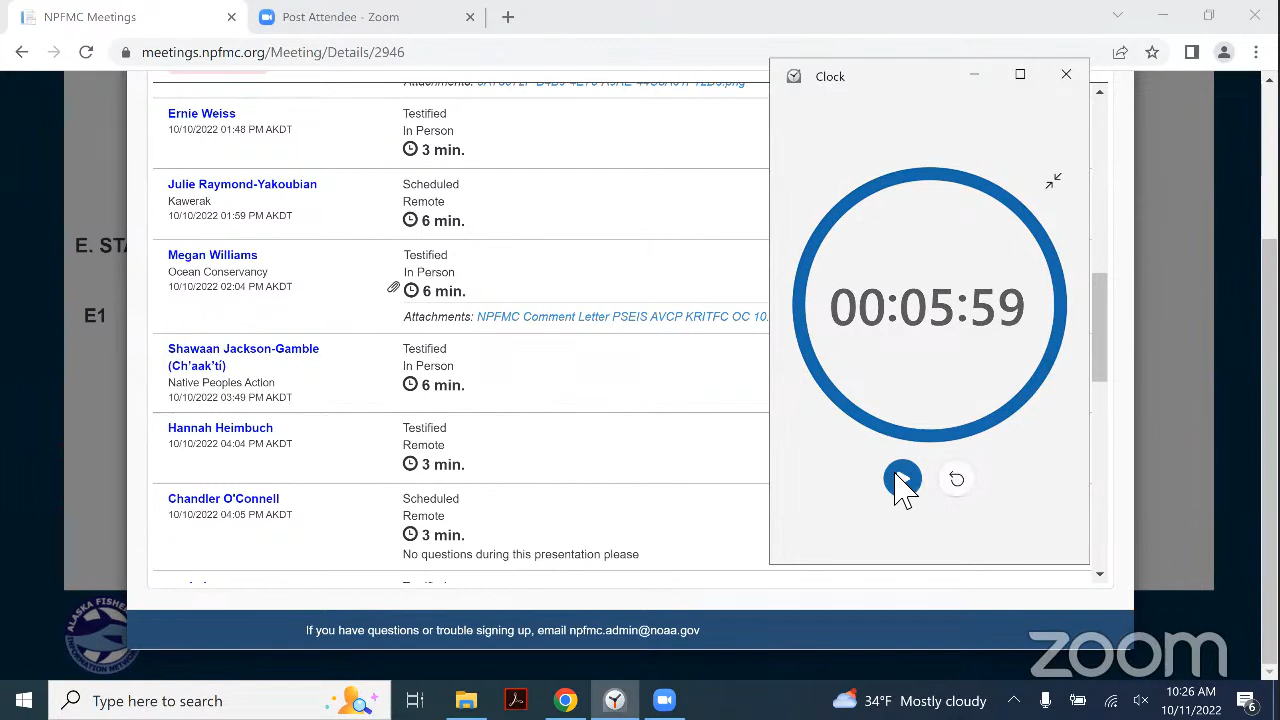 NPFMC Meetings
Post Attendee - Zoom
meetings.npfmc.org/Meeting/Details/2946
Clock
Attachments:
Ernie Weiss
10/10/2022 01:48 PM AKDT
Testified
In Person
3 min.
Julie Raymond-Yakoubian
Kawerak
10/10/2022 01:59 PM AKDT
Scheduled
Remote
6 min.
Megan Williams
Ocean Conservancy
10/10/2022 02:04 PM AKDT
Testified
In Person
6 min.
Attachments: NPFMC Comment Letter PSEIS AVCP KRITFC OC 10.
Shawaan Jackson-Gamble
(Ch'aak'tí)
Native Peoples Action
10/10/2022 03:49 PM AKDT
Testified
In Person
6 min.
Hannah Heimbuch
10/10/2022 04:04 PM AKDT
Testified
Remote
3 min.
Chandler O'Connell
10/10/2022 04:05 PM AKDT
Scheduled
Remote
3 min.
No questions during this presentation please
00:05:59
E. STA
E1
If you have questions or trouble signing up, email npfmc.admin@noaa.gov
ALASKA FISHER
INFORMATION NETWORK
zoom
Type here to search
34°F Mostly cloudy
10:26 AM
10/11/2022
6